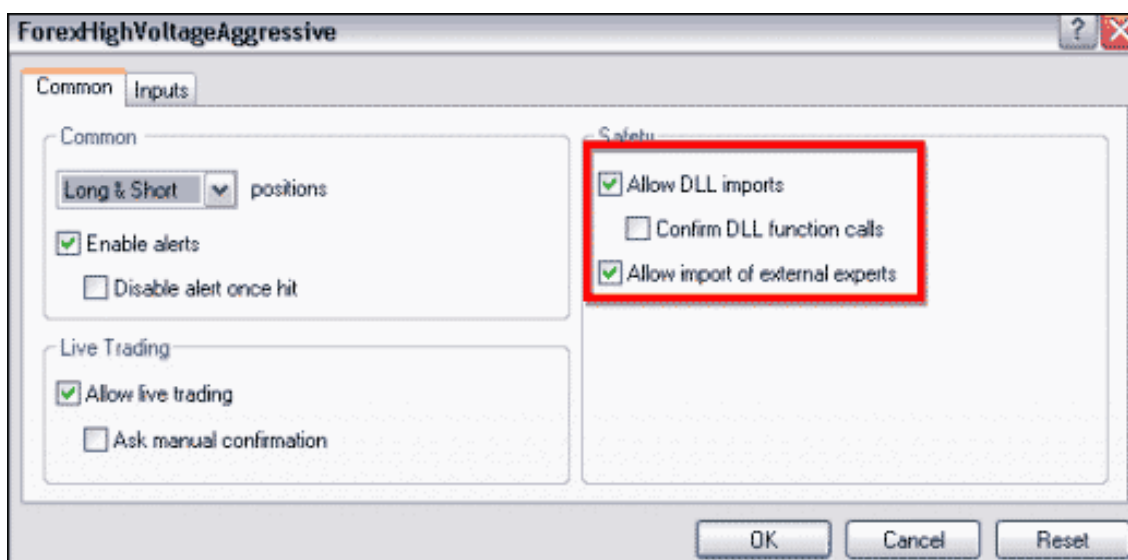 ForexHighVoltageAggressive
?
Common Inputs
Common
Long & Short positions
Enable alerts
Disable alert once hit
Live Trading
Allow live trading
Ask manual confirmation
Safety
Allow DLL imports
Confirm DLL function calls
Allow import of external experts
OK Cancel Reset